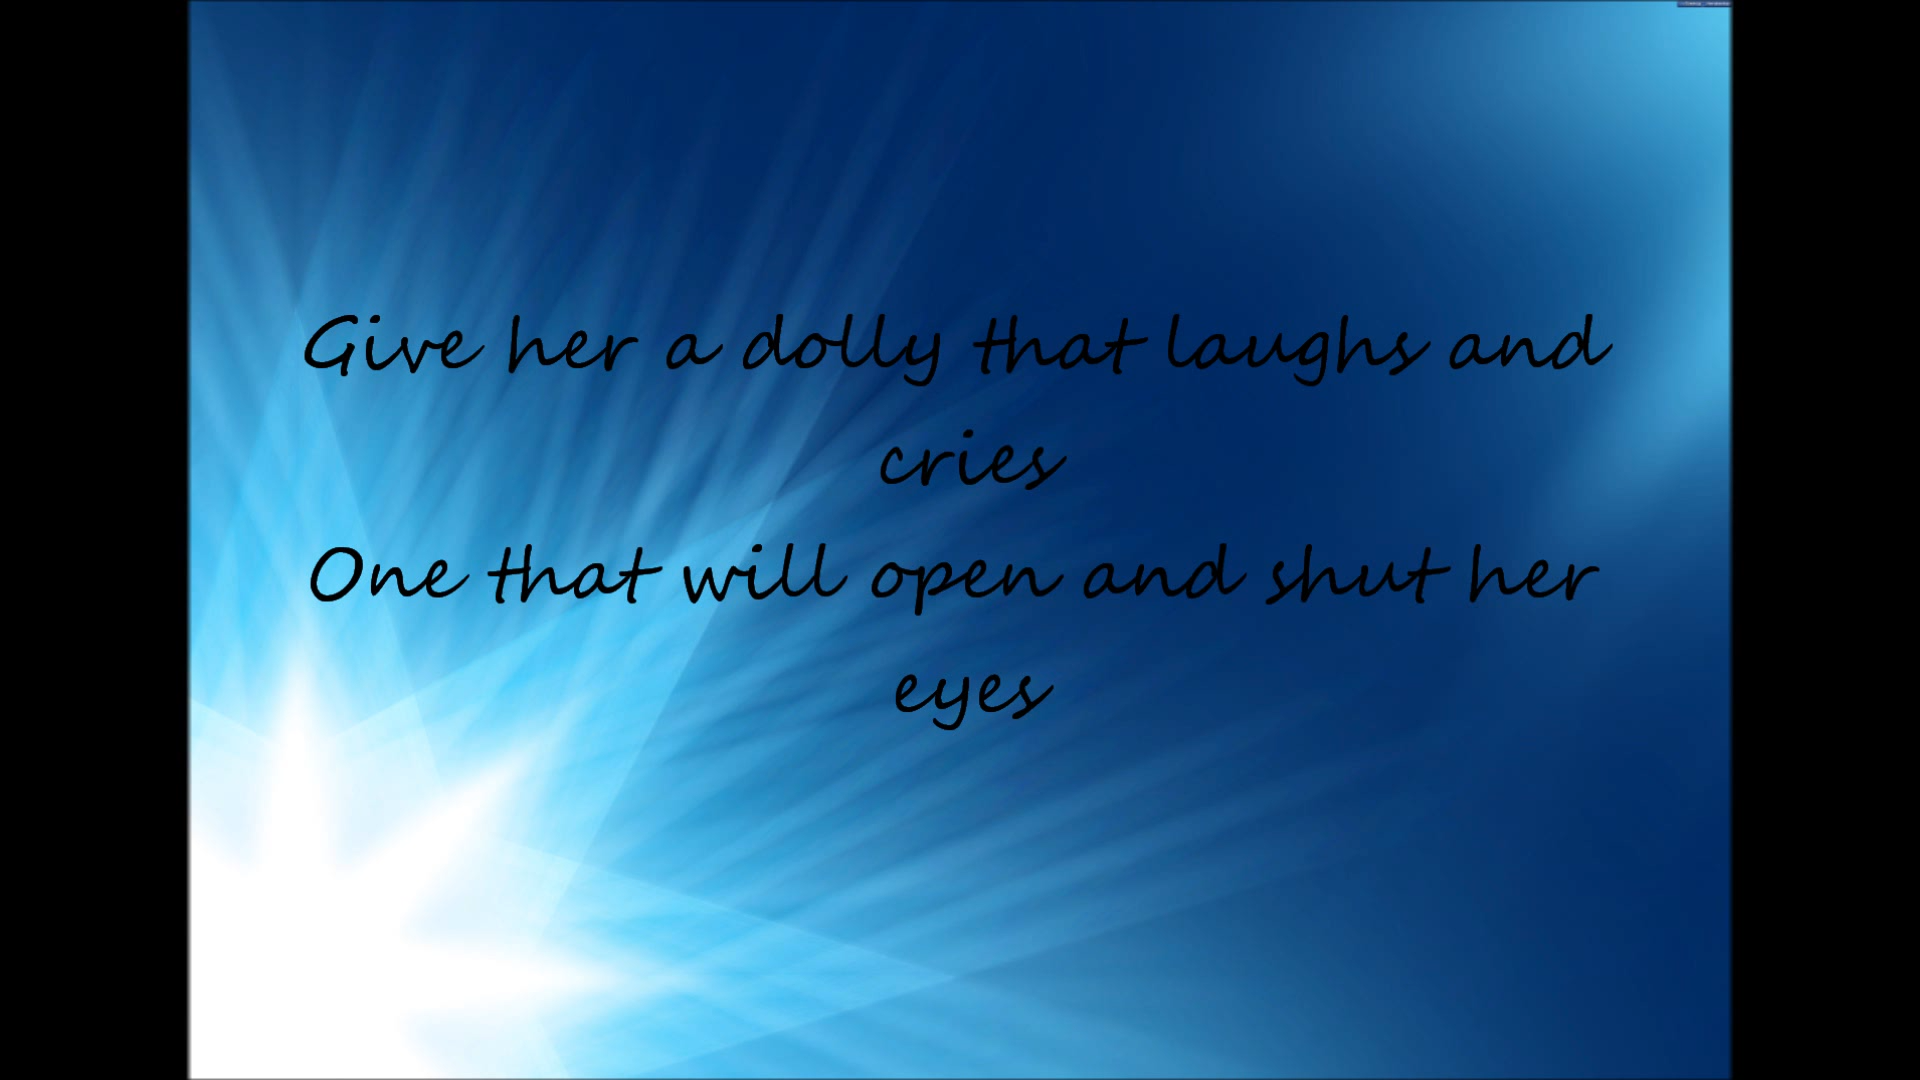 Give her a dolly that laughs and
cries
One that will open and shut her
eyes